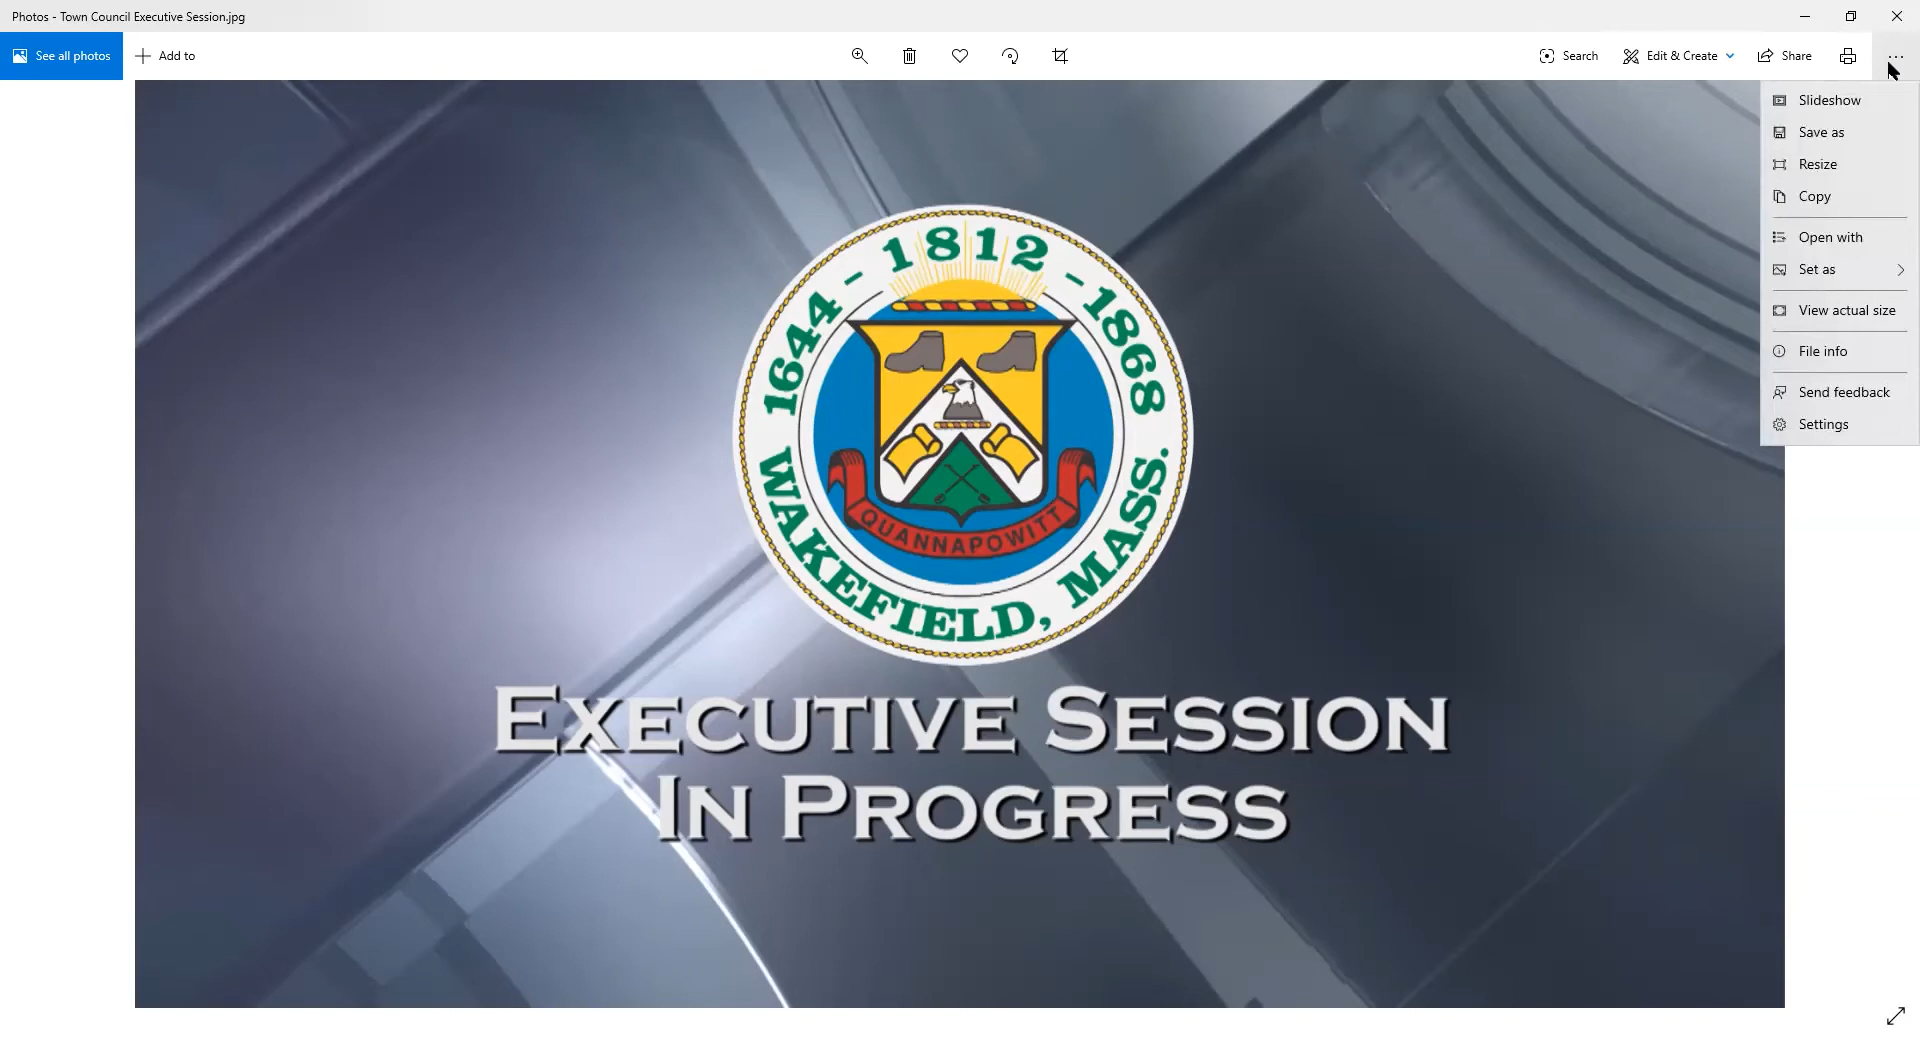 Photos - Town Council Executive Session.jpg
See all photos
Add to
Search
Edit & Create
Share
Slideshow
Save as
Resize
Copy
Open with
Set as
View actual size
File info
Send feedback
Settings
1644 - 1812 - 1868
QUANNAPOWITT
WAKEFIELD, MASS.
EXECUTIVE SESSION
IN PROGRESS